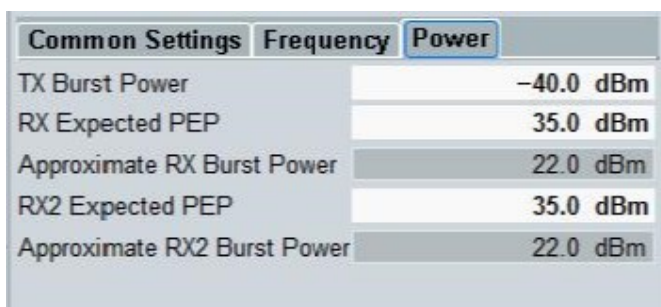 Common Settings Frequency Power
TX Burst Power −40.0 dBm
RX Expected PEP 35.0 dBm
Approximate RX Burst Power 22.0 dBm
RX2 Expected PEP 35.0 dBm
Approximate RX2 Burst Power 22.0 dBm